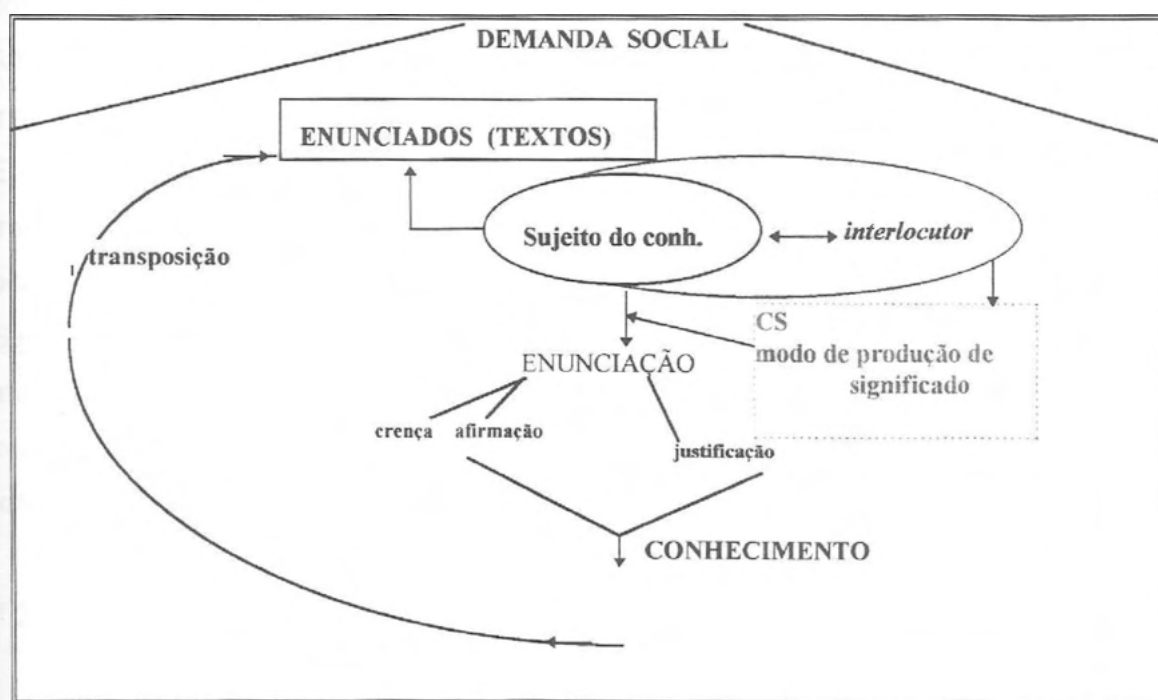 DEMANDA SOCIAL
ENUNCIADOS (TEXTOS)
transposição
Sujeito do conh.
interlocutor
CS
modo de produção de
significado
ENUNCIAÇÃO
crença afirmação
justificação
CONHECIMENTO